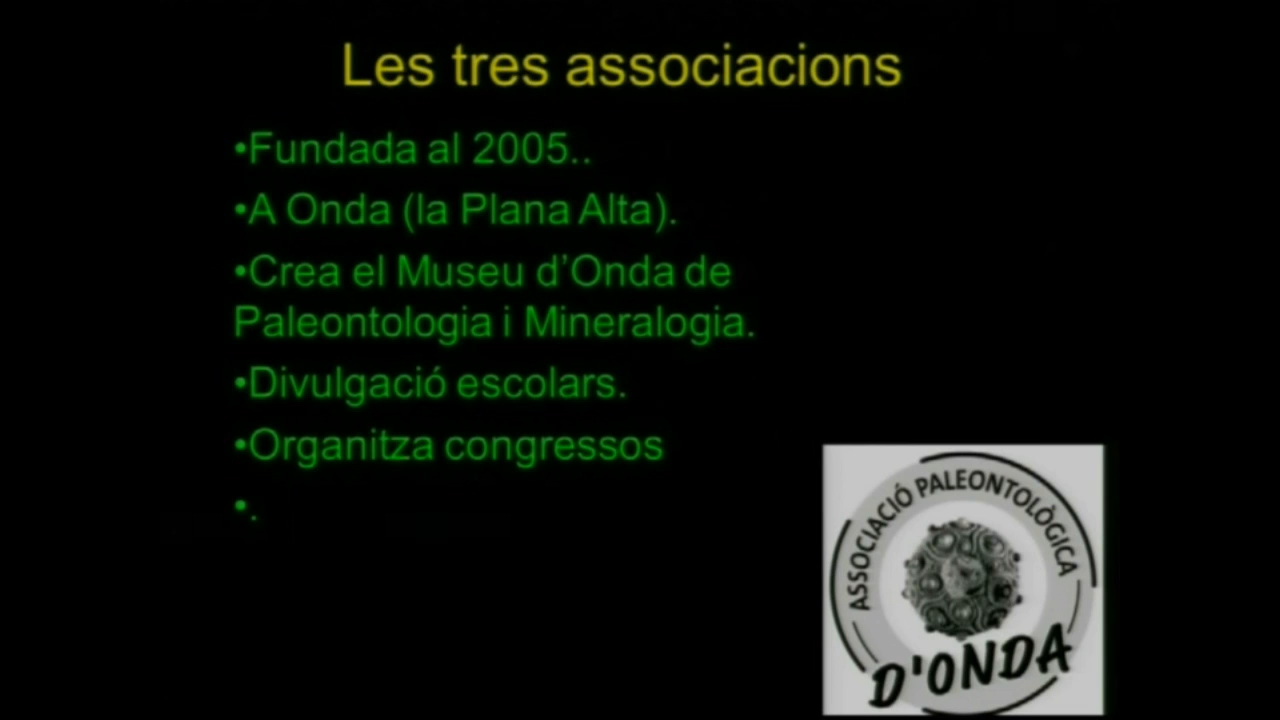 Les tres associacions
•Fundada al 2005..
•A Onda (la Plana Alta).
•Crea el Museu d’Onda de
Paleontologia i Mineralogia.
•Divulgació escolars.
•Organitza congressos
•.
ASSOCIACIÓ PALEONTOLÒGICA
D'ONDA